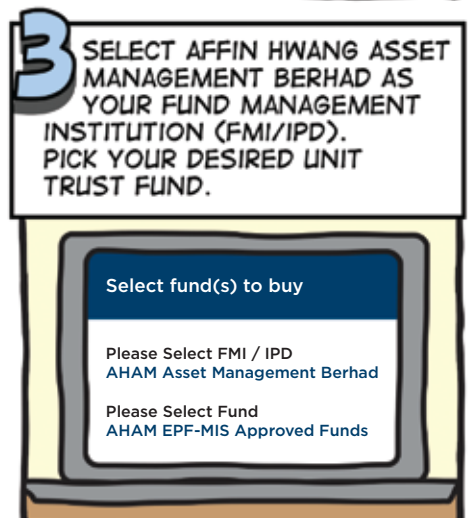 3
SELECT AFFIN HWANG ASSET
MANAGEMENT BERHAD AS
YOUR FUND MANAGEMENT
INSTITUTION (FMI/IPD).
PICK YOUR DESIRED UNIT
TRUST FUND.
Select fund(s) to buy
Please Select FMI / IPD
AHAM Asset Management Berhad
Please Select Fund
AHAM EPF-MIS Approved Funds